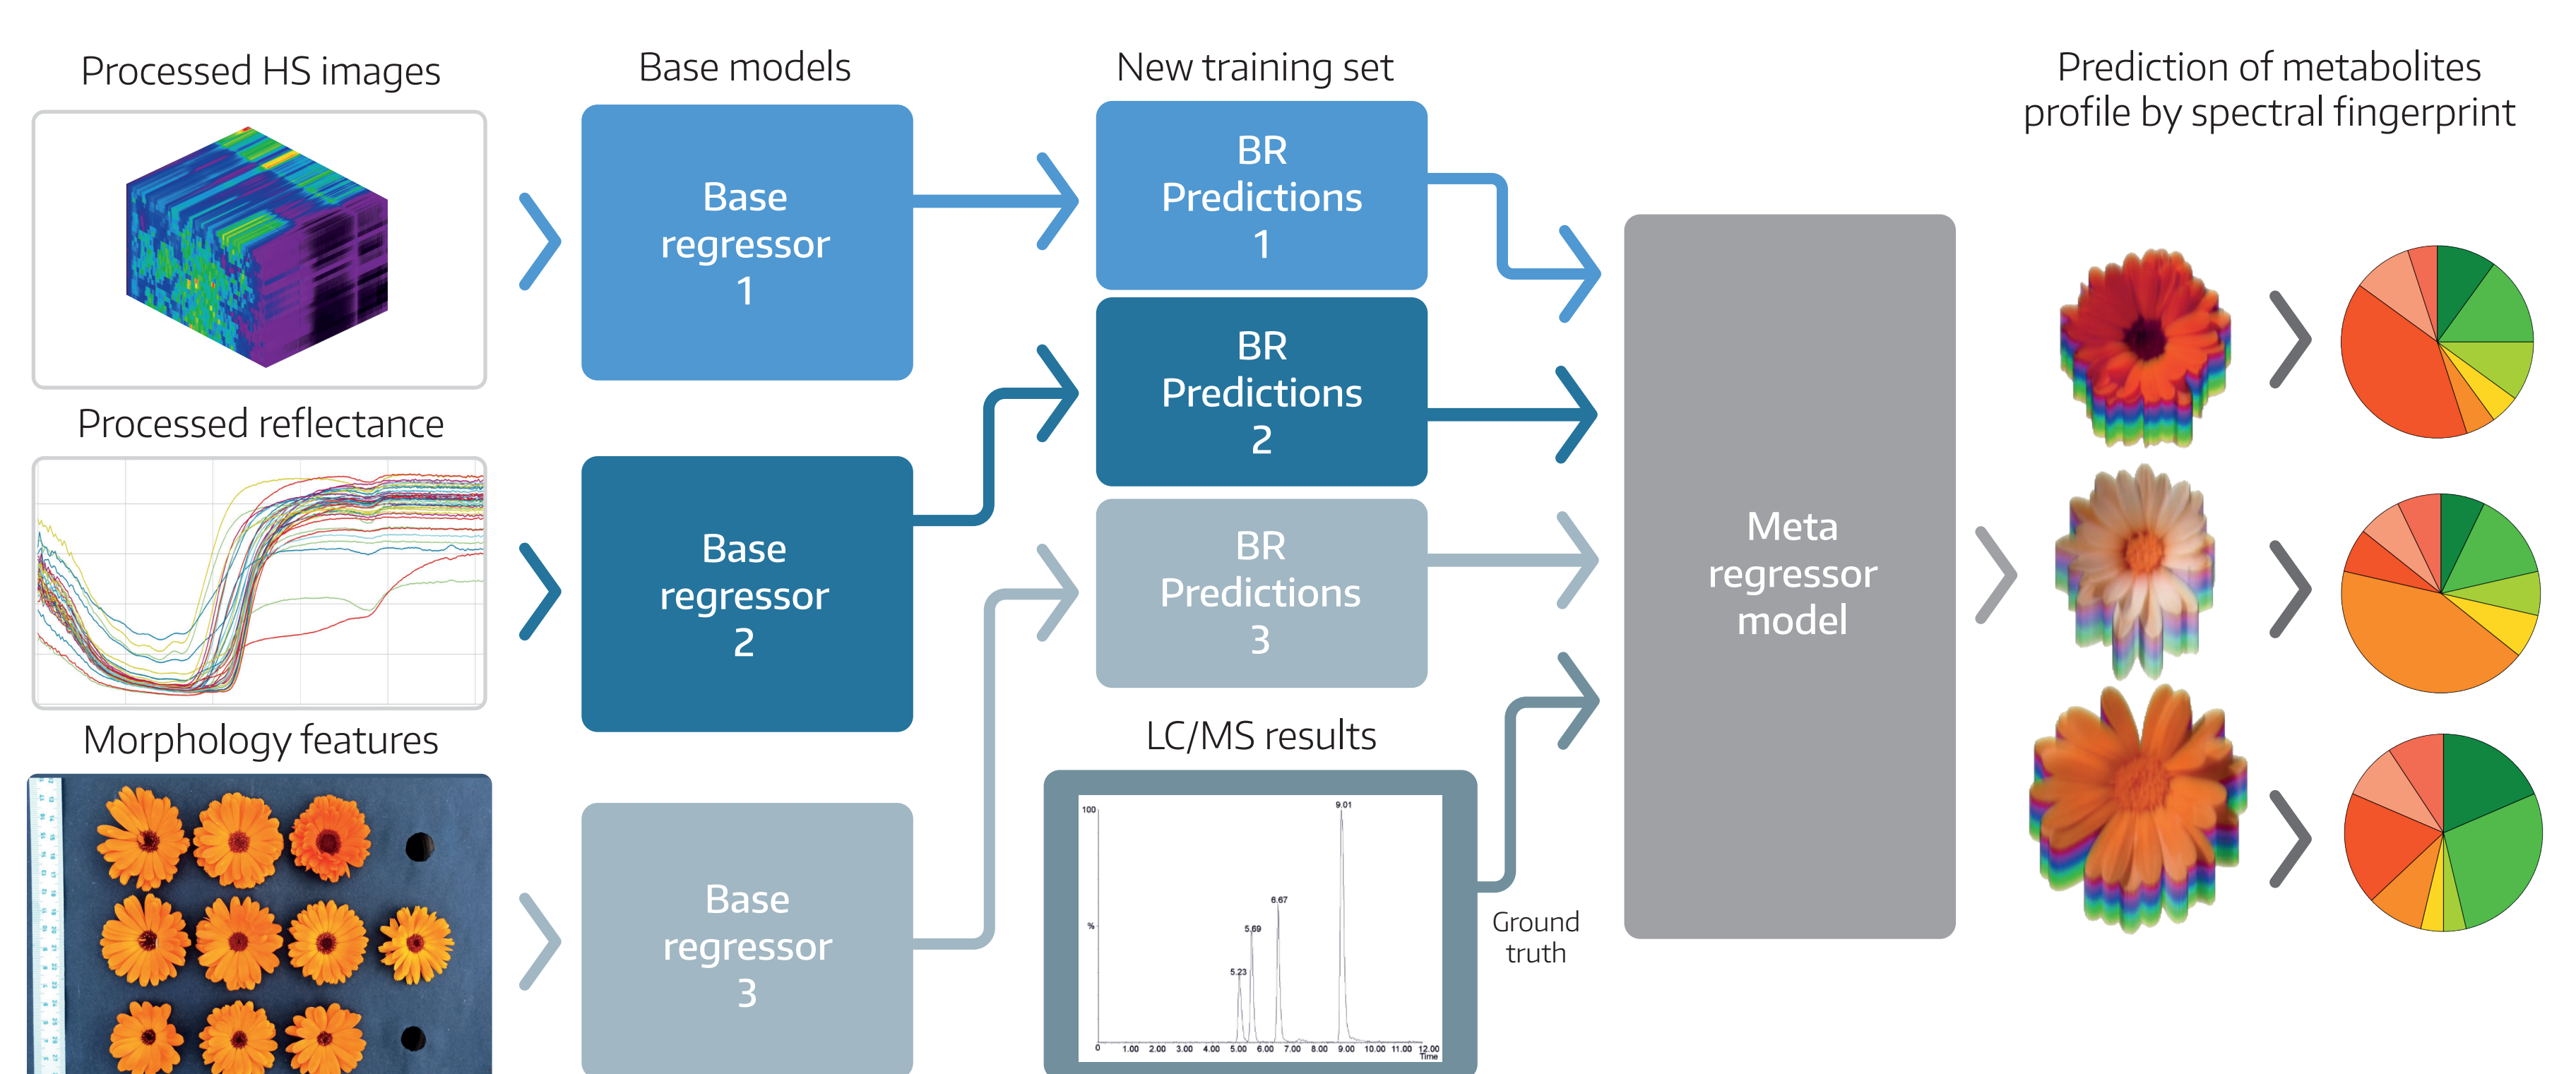 Processed HS images
Base models
New training set
Prediction of metabolites
profile by spectral fingerprint
Base
regressor
1
BR
Predictions
1
BR
Predictions
2
Processed reflectance
Base
regressor
2
BR
Predictions
3
Meta
regressor
model
Morphology features
LC/MS results
Base
regressor
3
100
%
9.01
6.67
5.69
5.23
0 1.00 2.00 3.00 4.00 5.00 6.00 7.00 8.00 9.00 10.00 11.00 12.00
Time
Ground
truth